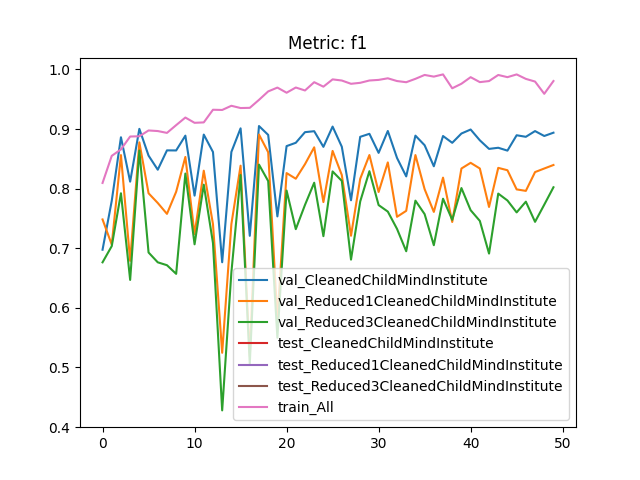 Metric: f1
1.0
0.9
0.8
0.7
0.6
0.5
0.4
0
10
20
30
40
50
val_CleanedChildMindInstitute
val_Reduced1CleanedChildMindInstitute
val_Reduced3CleanedChildMindInstitute
test_CleanedChildMindInstitute
test_Reduced1CleanedChildMindInstitute
test_Reduced3CleanedChildMindInstitute
train_All